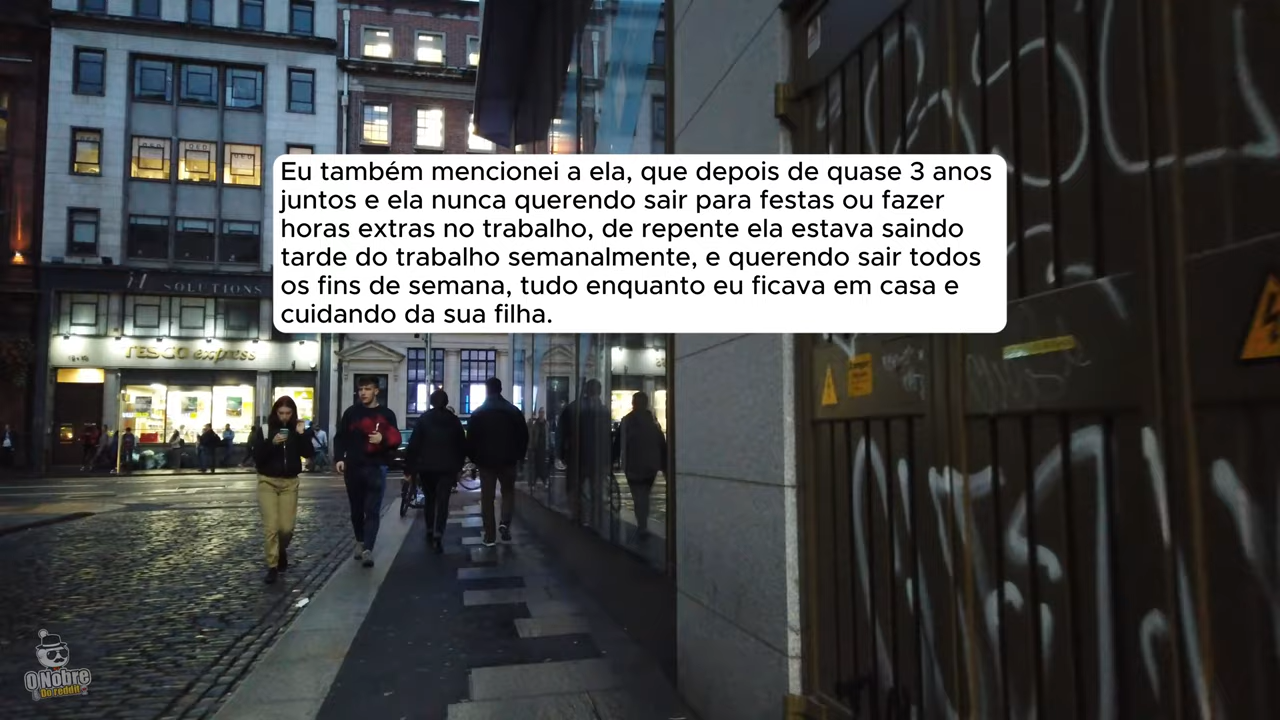 Eu também mencionei a ela, que depois de quase 3 anos
juntos e ela nunca querendo sair para festas ou fazer
horas extras no trabalho, de repente ela estava saindo
tarde do trabalho semanalmente, e querendo sair todos
os fins de semana, tudo enquanto eu ficava em casa e
cuidando da sua filha.
SOLUTIONS
TESCO express
O Nobre
Do reddit